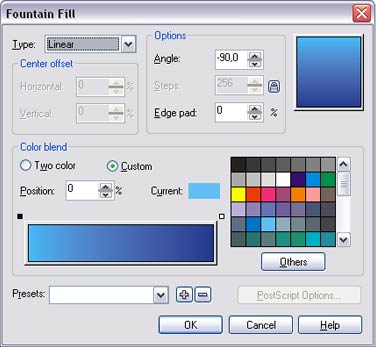 Fountain Fill
Type: Linear
Center offset
Horizontal: 0 %
Vertical: 0 %
Options
Angle: -90,0
Steps: 256
Edge pad: 0 %
Color blend
Two color Custom
Position: 0 % Current:
Others
Presets:
PostScript Options...
OK Cancel Help